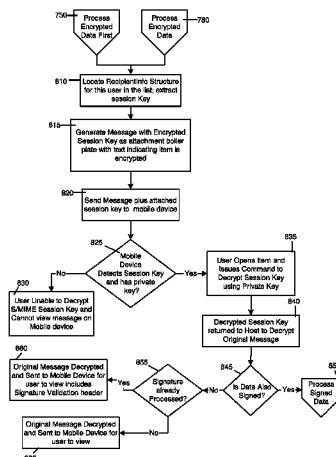 750
780
Process
Encrypted
Data First
Process
Encrypted
Data
810
Locate RecipientInfo Structure
for this user in the list; extract
session Key
815
Generate Message with Encrypted
Session Key as attachment boiler
plate with text indicating item is
encrypted
820
Send Message plus attached
session key to mobile device
825
Mobile
Device
Detects Session Key
and has private
key?
No
Yes
835
User Opens Item and
Issues Command to
Decrypt Session Key
using Private Key
830
User Unable to Decrypt
S/MIME Session Key and
Cannot view message on
Mobile device
840
Decrypted Session Key
returned to Host to Decrypt
Original Message
860
Original Message Decrypted
and Sent to Mobile Device for
user to view includes
Signature Validation header
855
Signature
already
Processed?
Yes
No
845
Is Data Also
Signed?
No
Yes
Process
Signed
Data
Original Message Decrypted
and Sent to Mobile Device for
user to view